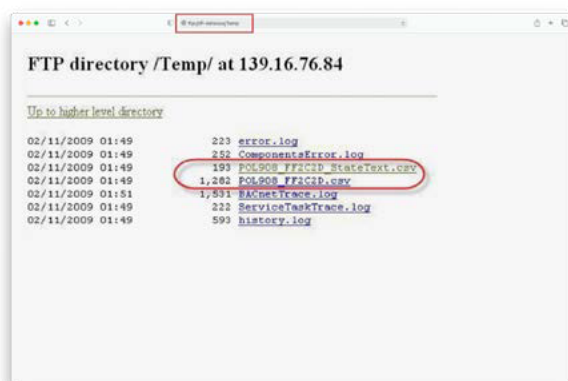 FTP directory /Temp/ at 139.16.76.84
Up to higher level directory
02/11/2009 01:49 223 error.log
02/11/2009 01:49 252 ComponentsError.log
02/11/2009 01:49 193 POL908_FF2C2D_StateText.csv
02/11/2009 01:49 1,282 POL908_FF2C2D.csv
02/11/2009 01:51 1,531 BACnetTrace.log
02/11/2009 01:49 222 ServiceTaskTrace.log
02/11/2009 01:49 593 history.log